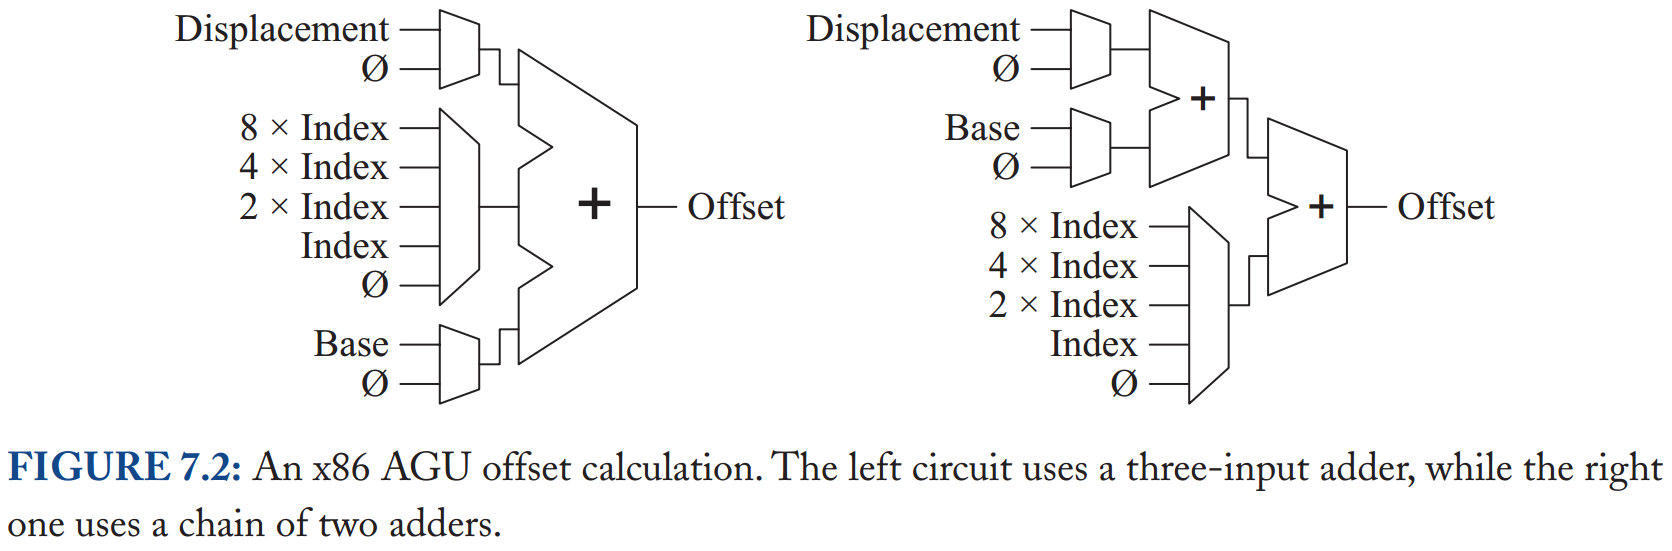 Displacement
Ø
8 × Index
4 × Index
2 × Index
Index
Ø
Base
Ø
+
Offset
Displacement
Ø
Base
Ø
+
8 × Index
4 × Index
2 × Index
Index
Ø
+
Offset
FIGURE 7.2: An x86 AGU offset calculation. The left circuit uses a three-input adder, while the right
one uses a chain of two adders.